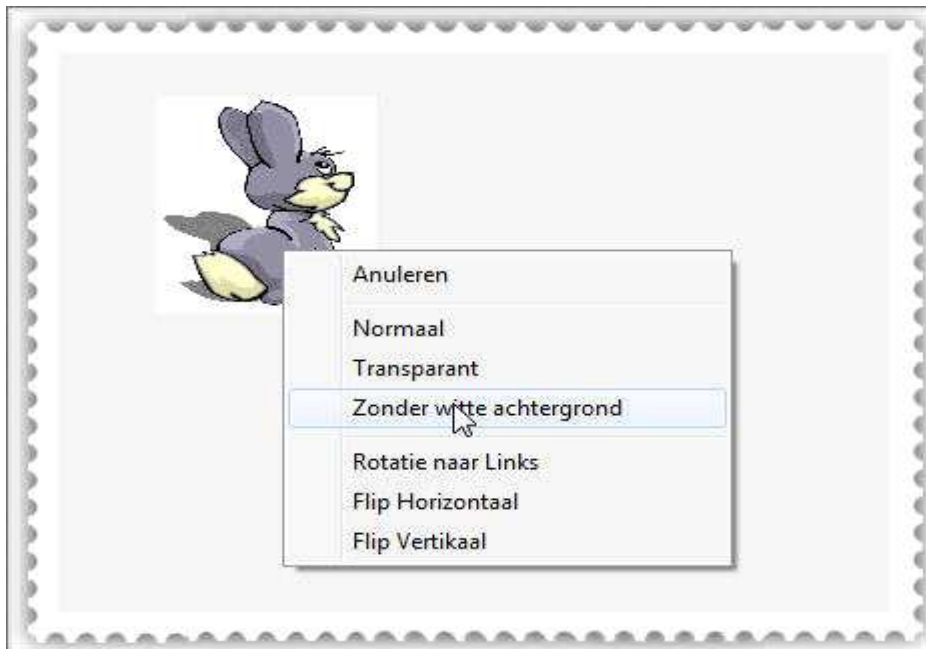 Anuleren
Normaal
Transparant
Zonder witte achtergrond
Rotatie naar Links
Flip Horizontaal
Flip Vertikaal